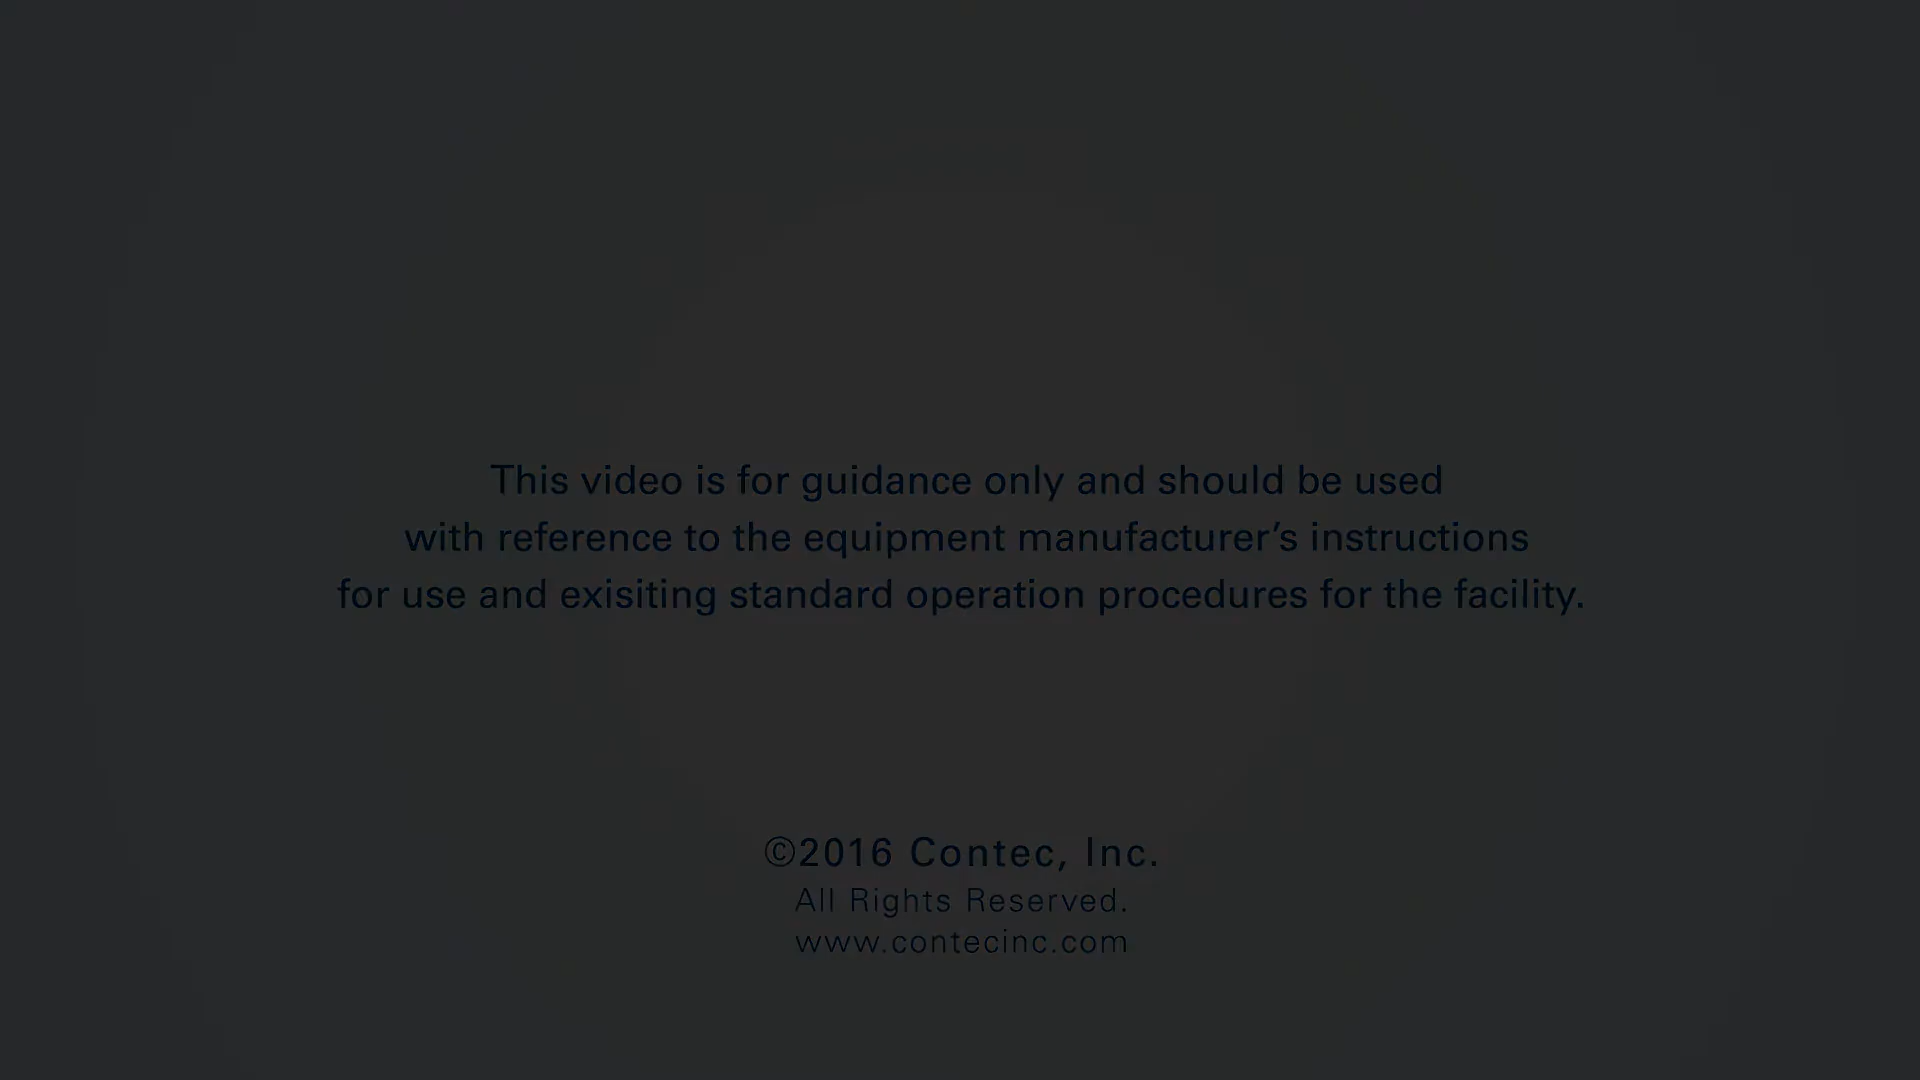 This video is for guidance only and should be used
with reference to the equipment manufacturer’s instructions
for use and exisiting standard operation procedures for the facility.
©2016 Contec, Inc.
All Rights Reserved.
www.contecinc.com